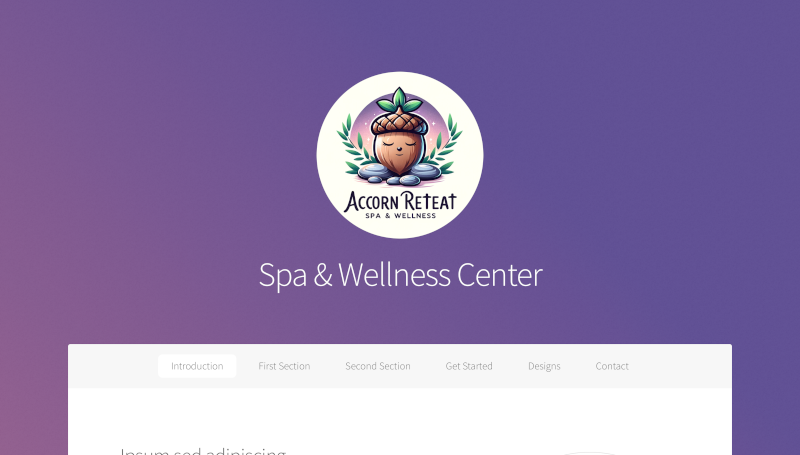 ACCORN RETEAT
SPA & WELLNESS
Spa & Wellness Center
Introduction First Section Second Section Get Started Designs Contact
Ipsum sed adipiscing